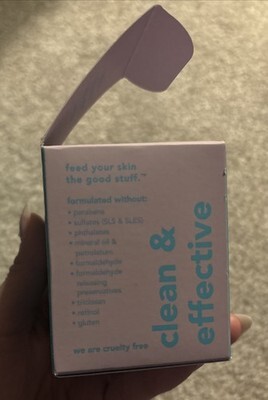 feed your skin
the good stuff.™
formulated without:
• parabens
• sulfates (SLS & SLES)
• phthalates
• mineral oil &
petrolatum
• formaldehyde
• formaldehyde
releasing
preservatives
• triclosan
• retinol
• gluten
we are cruelty free
clean &
effective